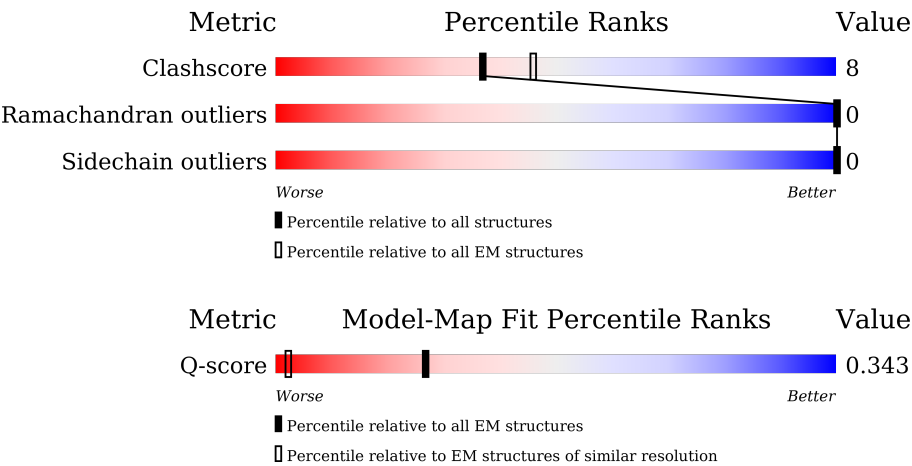 Metric Percentile Ranks Value
Clashscore 8
Ramachandran outliers 0
Sidechain outliers 0
Worse Better
Percentile relative to all structures
Percentile relative to all EM structures
Metric Model-Map Fit Percentile Ranks Value
Q-score 0.343
Worse Better
Percentile relative to all EM structures
Percentile relative to EM structures of similar resolution